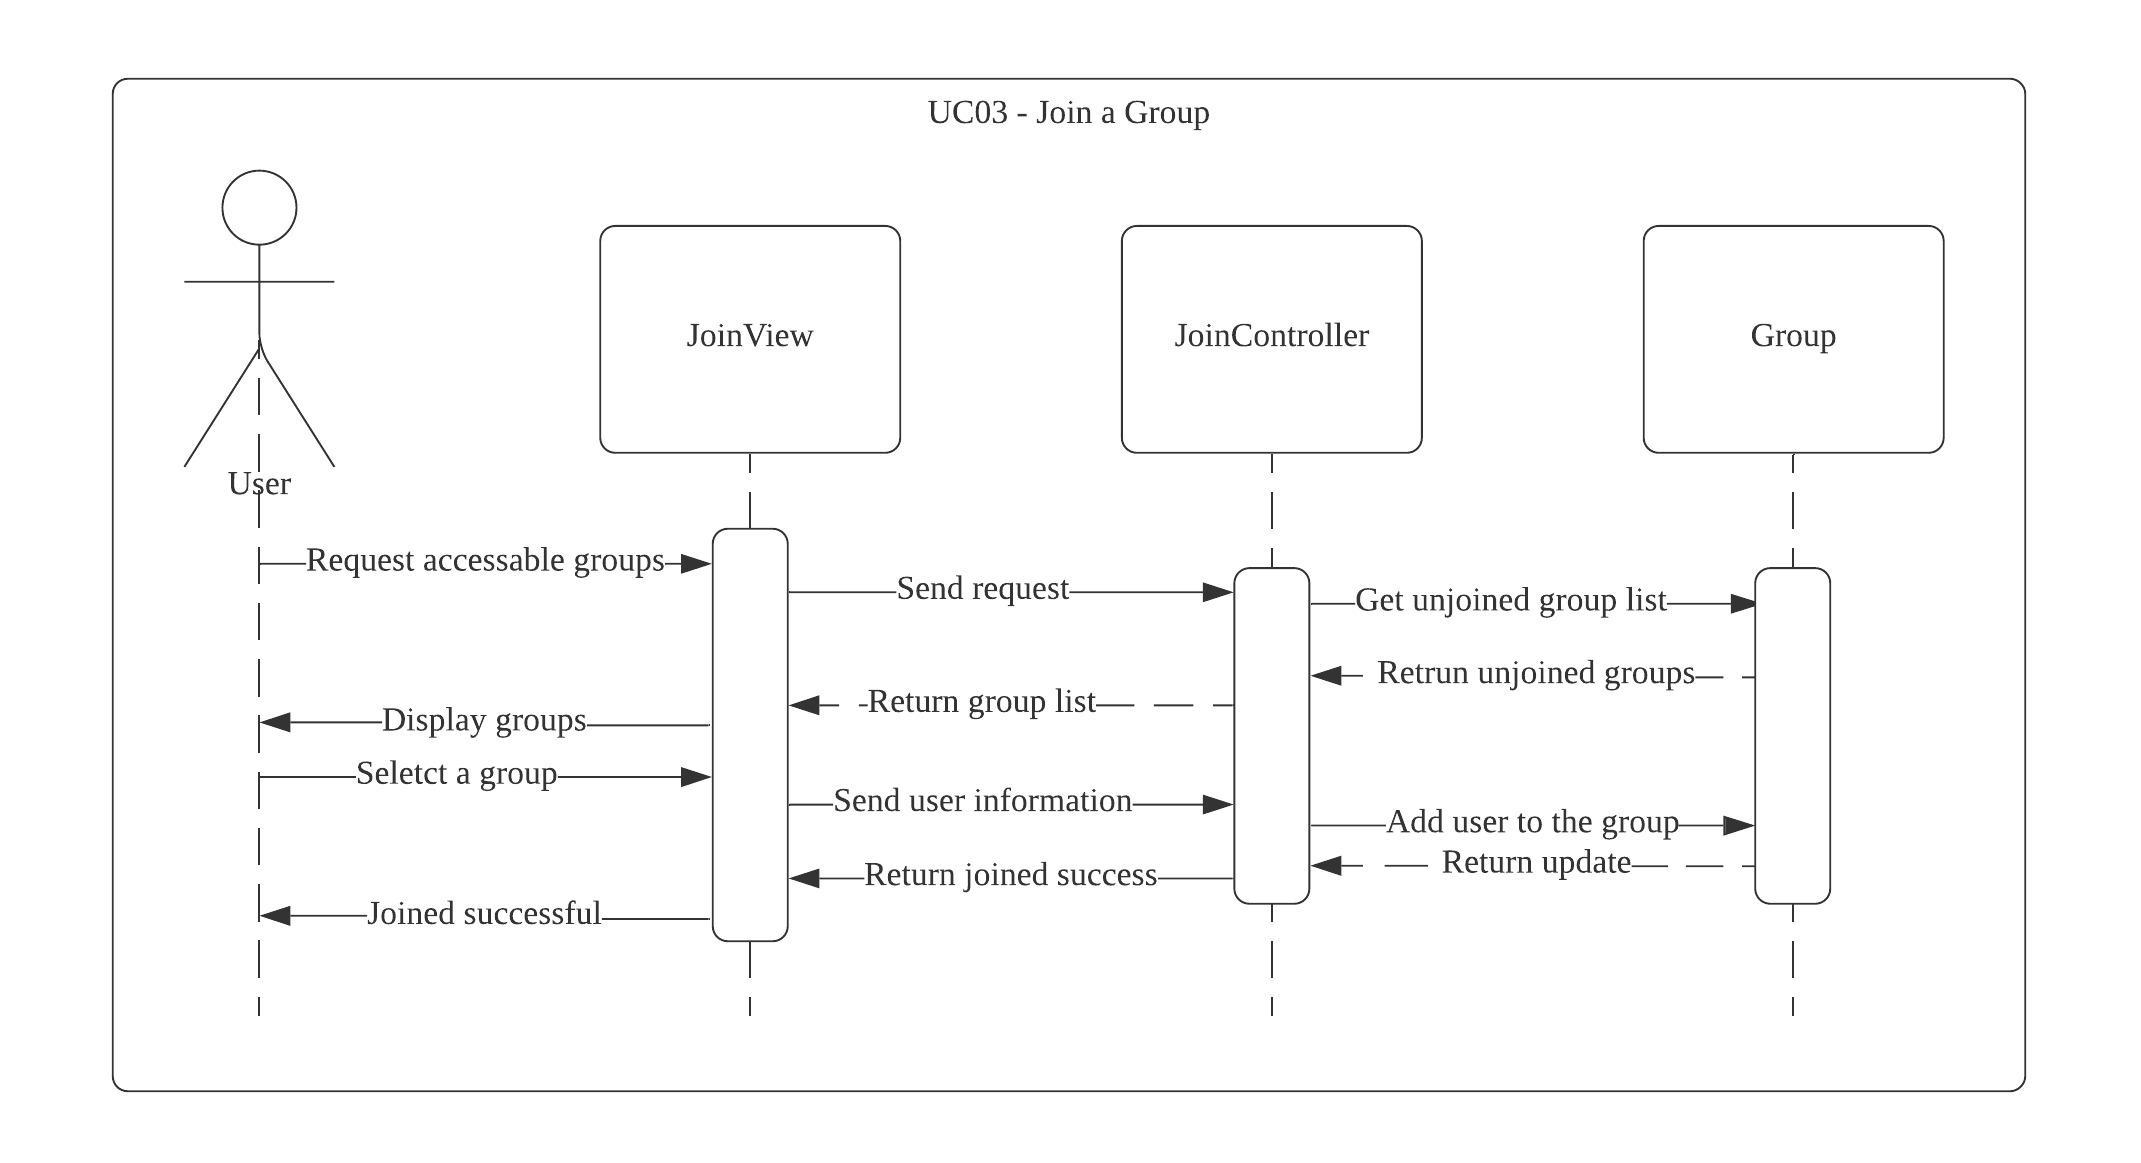 UC03 - Join a Group
JoinView
JoinController
Group
User
Request accessable groups
Send request
Get unjoined group list
Retrun unjoined groups
Return group list
Display groups
Seletct a group
Send user information
Add user to the group
Return update
Return joined success
Joined successful